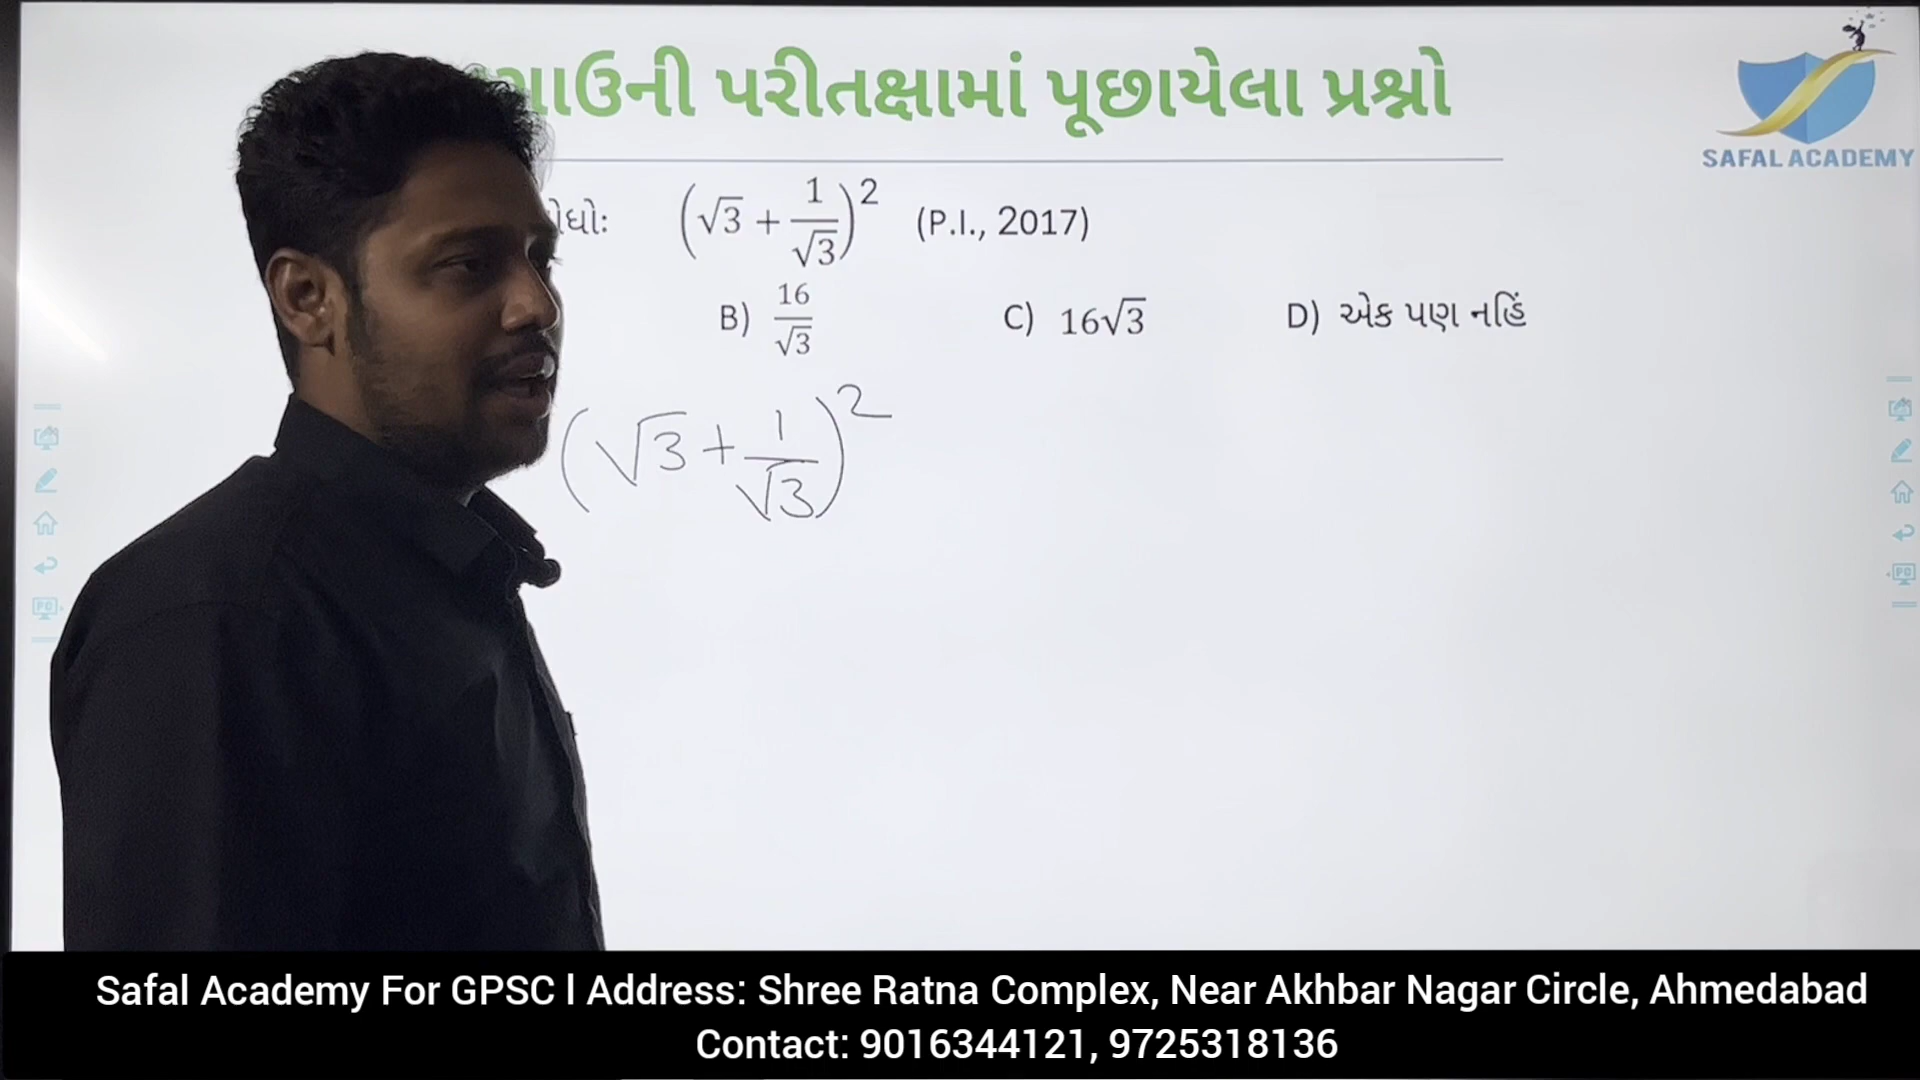 પરીતક્ષામાં પૂછાયેલા પ્રશ્નો
SAFAL ACADEMY
(√3 + 1/√3)² (P.I., 2017)
B) 16/√3 C) 16√3 D) એક પણ નહિં
(√3 + 1/√3)²
Safal Academy For GPSC l Address: Shree Ratna Complex, Near Akhbar Nagar Circle, Ahmedabad
Contact: 9016344121, 9725318136